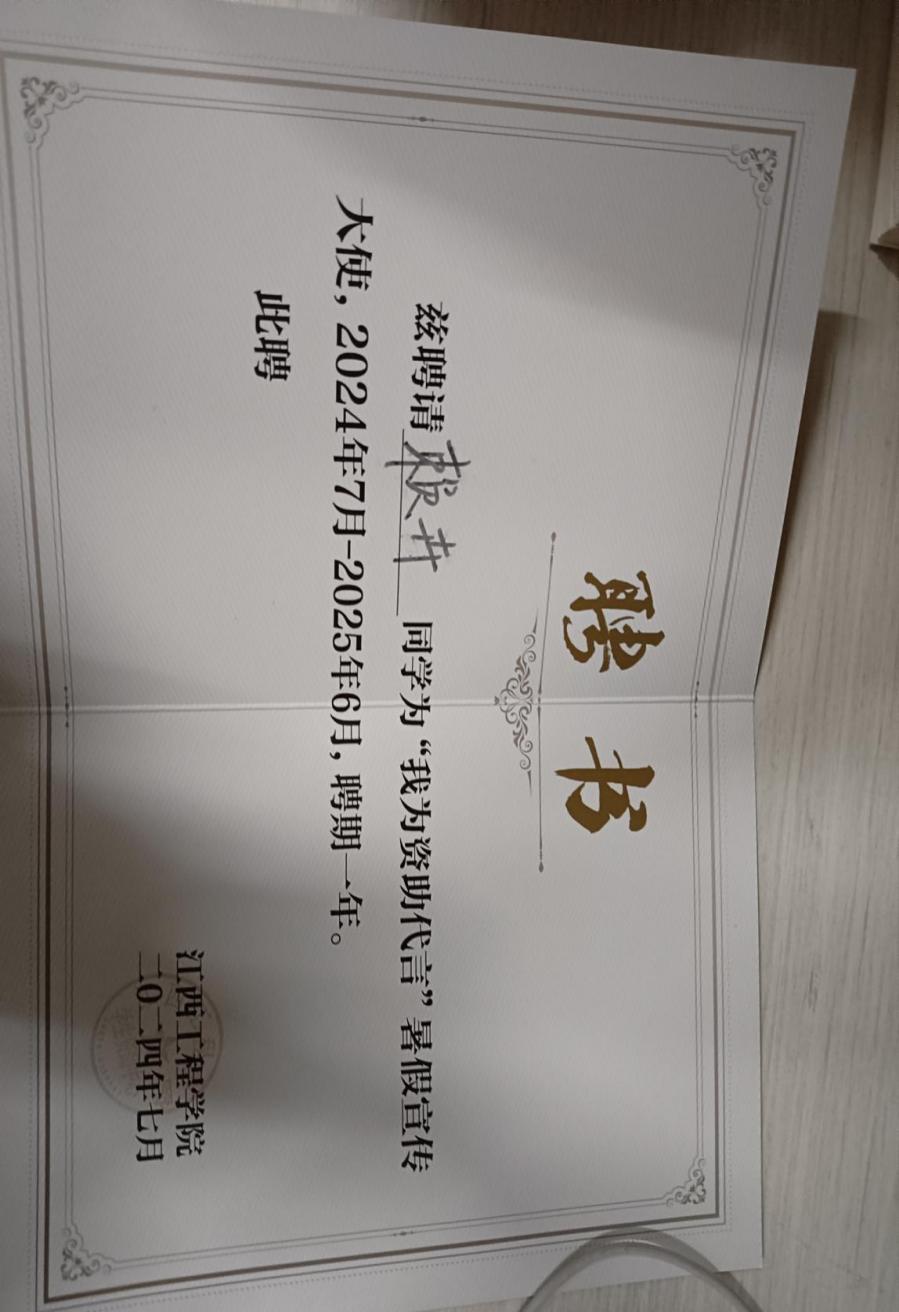 聘书
兹聘请赖卉同学为“我为资助代言”暑假宣传
大使，2024年7月-2025年6月，聘期一年。
此聘
江西工程学院
二〇二四年七月